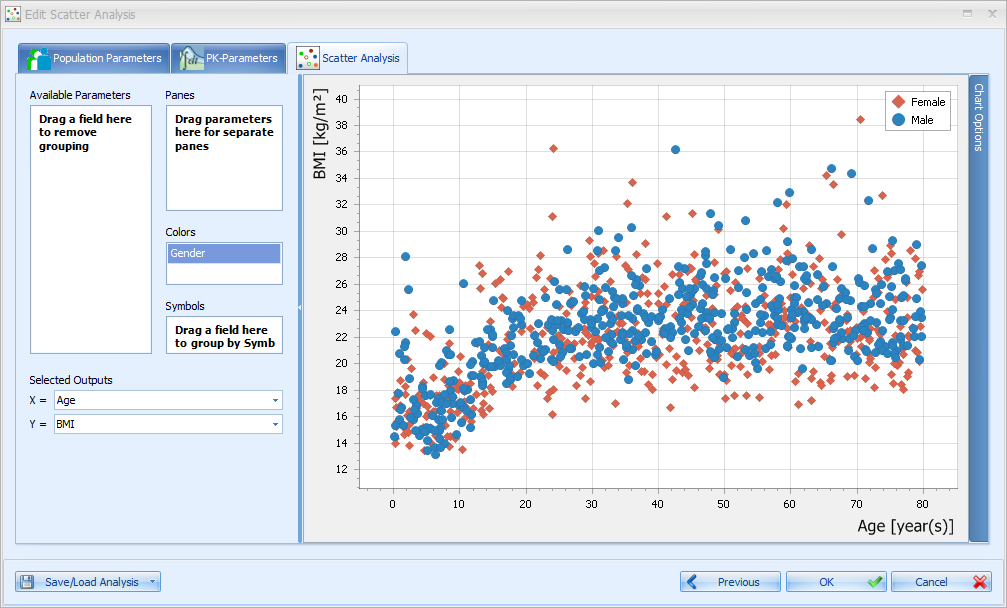 Edit Scatter Analysis
Population Parameters
PK-Parameters
Scatter Analysis
Available Parameters
Drag a field here
to remove
grouping
Panes
Drag parameters
here for separate
panes
Colors
Gender
Symbols
Drag a field here
to group by Symb
Selected Outputs
X = Age
Y = BMI
BMI [kg/m²]
40
38
36
34
32
30
28
26
24
22
20
18
16
14
12
0 10 20 30 40 50 60 70 80
Age [year(s)]
Female
Male
Chart Options
Save/Load Analysis
Previous
OK
Cancel